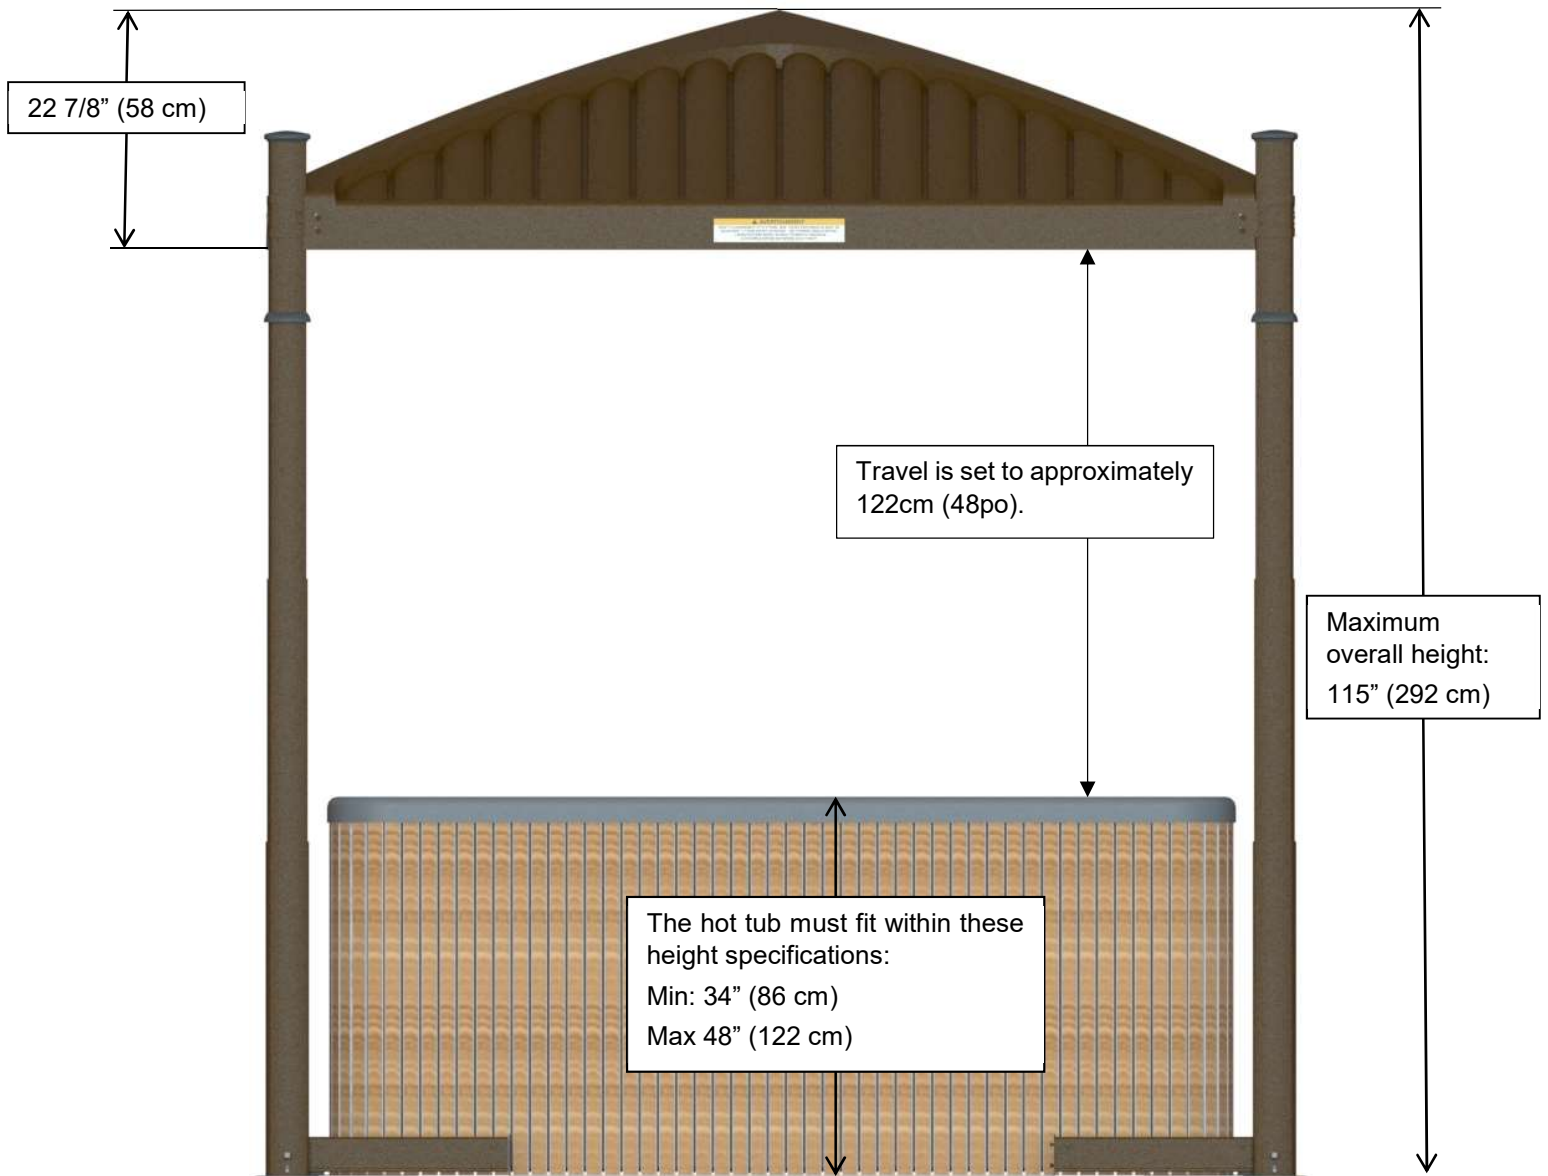 22 7/8” (58 cm)
Travel is set to approximately
122cm (48po).
Maximum
overall height:
115” (292 cm)
The hot tub must fit within these
height specifications:
Min: 34” (86 cm)
Max 48” (122 cm)